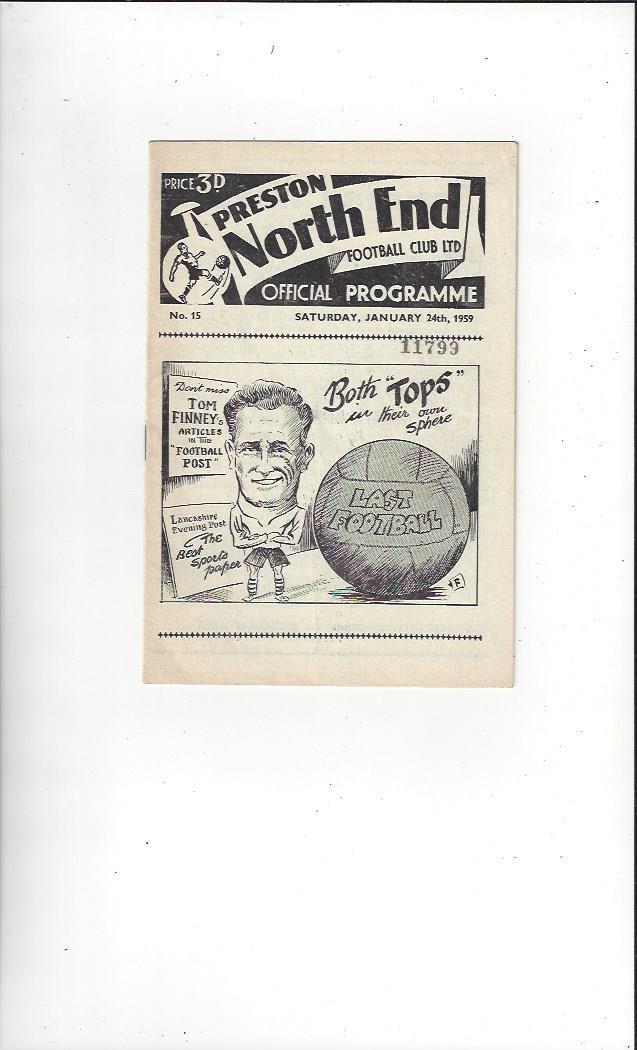 PRICE 3D
PRESTON
North End
FOOTBALL CLUB LTD
OFFICIAL PROGRAMME
No. 15
SATURDAY, JANUARY 24th, 1959
11799
Don't miss
TOM
FINNEY's
ARTICLES
IN THE
"FOOTBALL
POST"
Both "TOPS"
in their own
sphere
LAST
FOOTBALL
Lancashire
Evening Post
The
Best
Sports
paper
F